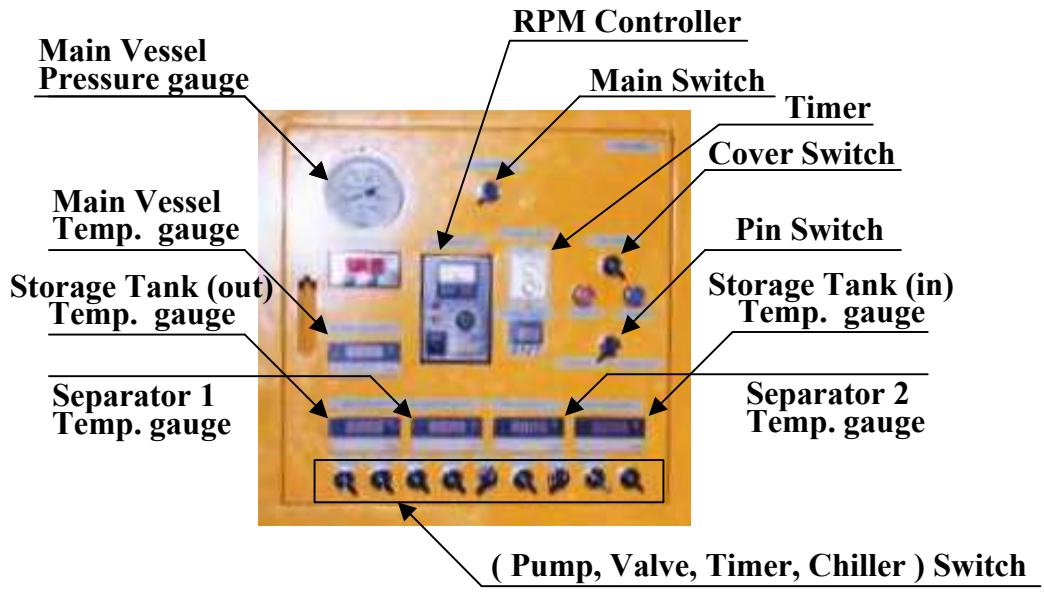 RPM Controller
Main Vessel
Pressure gauge
Main Switch
Timer
Cover Switch
Main Vessel
Temp. gauge
Pin Switch
Storage Tank (out)
Temp. gauge
Storage Tank (in)
Temp. gauge
Separator 1
Temp. gauge
Separator 2
Temp. gauge
( Pump, Valve, Timer, Chiller ) Switch